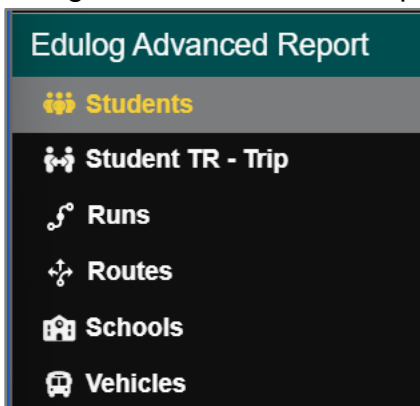 Edulog Advanced Report
Students
Student TR - Trip
Runs
Routes
Schools
Vehicles